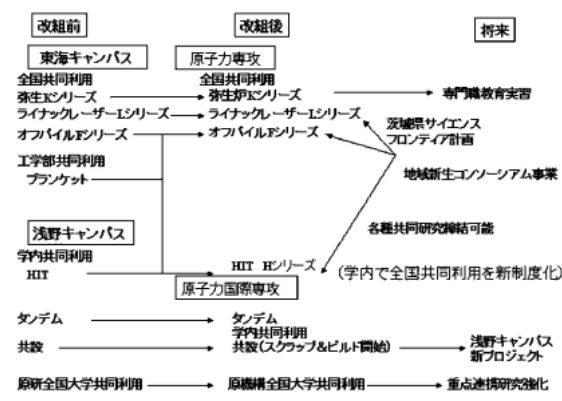 改組前 改組後 将来
東海キャンパス 原子力専攻
全国共同利用 全国共同利用
弥生Kシリーズ 弥生炉Kシリーズ 専門職教育実習
ライナックレーザーLシリーズ ライナックレーザーLシリーズ
オフパイルFシリーズ オフパイルFシリーズ
茨城県サイエンス
フロンティア計画
工学部共同利用
ブランケット
地域新生コンソーシアム事業
浅野キャンパス
各種共同研究締結可能
学内共同利用
HIT HIT Hシリーズ (学内で全国共同利用を新制度化)
原子力国際専攻
タンデム タンデム
学内共同利用
共設 共設(スクラップ&ビルド開始) 浅野キャンパス
新プロジェクト
原研全国大学共同利用 原機構全国大学共同利用 重点連携研究強化